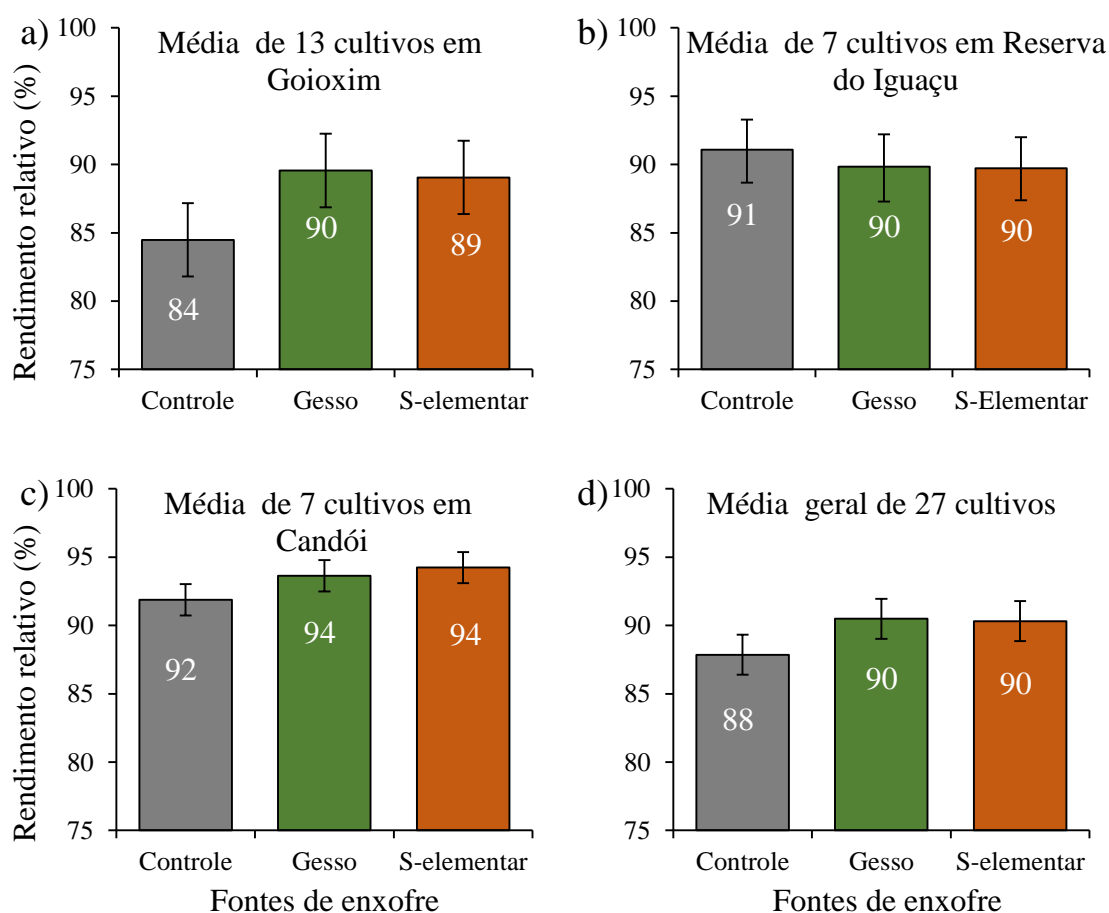 a)
Média de 13 cultivos em
Goioxim
Rendimento relativo (%)
100
95
90
85
80
75
84
90
89
Controle
Gesso
S-elementar
b)
Média de 7 cultivos em Reserva
do Iguaçu
100
95
90
85
80
75
91
90
90
Controle
Gesso
S-Elementar
c)
Média de 7 cultivos em
Candói
Rendimento relativo (%)
100
95
90
85
80
75
92
94
94
Controle
Gesso
S-elementar
Fontes de enxofre
d)
Média geral de 27 cultivos
100
95
90
85
80
75
88
90
90
Controle
Gesso
S-elementar
Fontes de enxofre